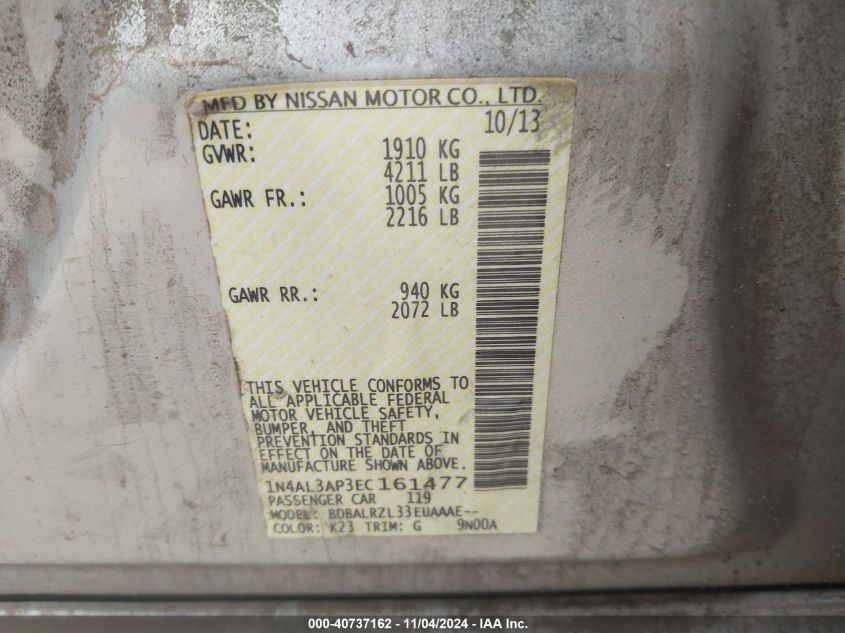 MFD BY NISSAN MOTOR CO., LTD.
DATE: 10/13
GVWR: 1910 KG
4211 LB
GAWR FR.: 1005 KG
2216 LB
GAWR RR.: 940 KG
2072 LB
THIS VEHICLE CONFORMS TO
ALL APPLICABLE FEDERAL
MOTOR VEHICLE SAFETY,
BUMPER, AND THEFT
PREVENTION STANDARDS IN
EFFECT ON THE DATE OF
MANUFACTURE SHOWN ABOVE.
1N4AL3AP3EC161477
PASSENGER CAR 119
MODEL: BDBALRZL33EUAAAE--
COLOR: K23 TRIM: G 9N00A
000-40737162 - 11/04/2024 - IAA Inc.